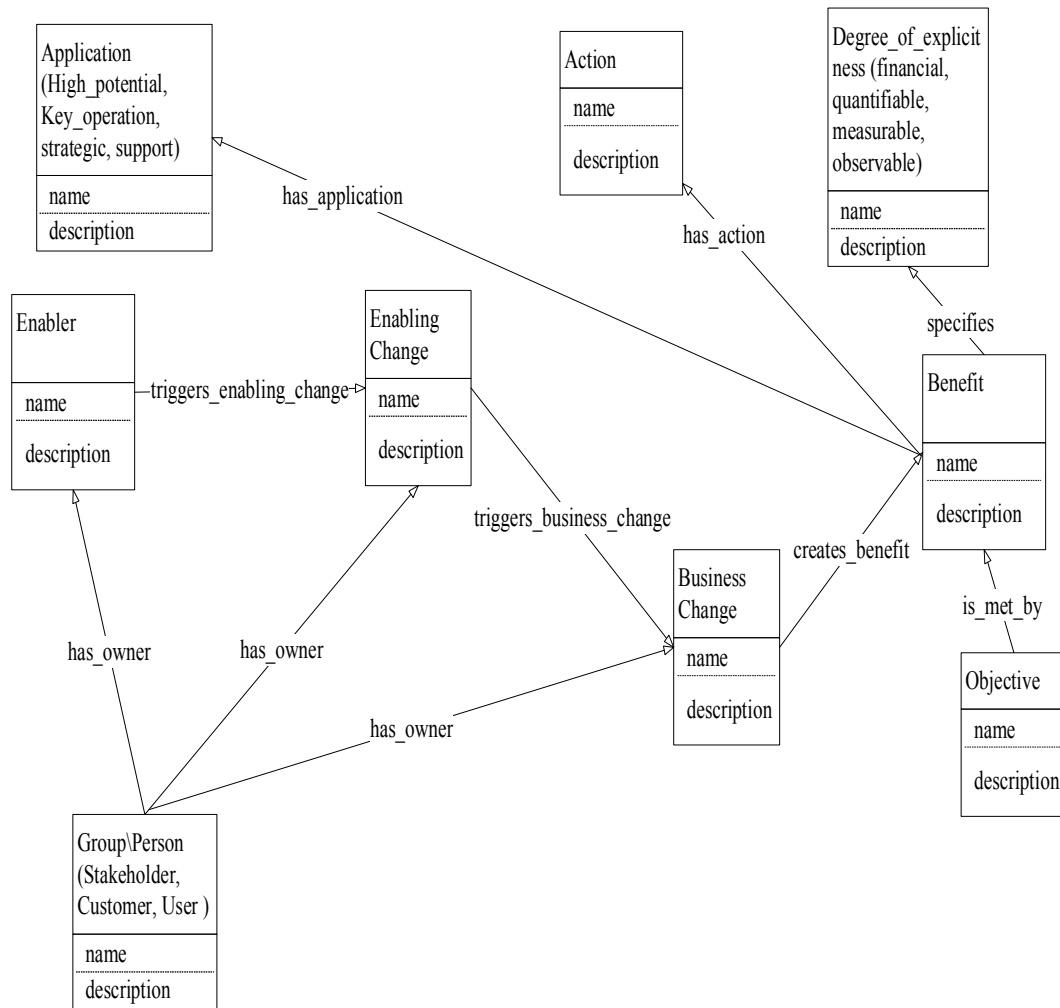 Application
(High_potential,
Key_operation,
strategic, support)
name
description
Action
name
description
Degree_of_explicit
ness (financial,
quantifiable,
measurable,
observable)
name
description
has_application
has_action
specifies
Enabler
name
description
triggers_enabling_change
Enabling
Change
name
description
Benefit
name
description
triggers_business_change
creates_benefit
is_met_by
Business
Change
name
description
has_owner
has_owner
has_owner
Objective
name
description
Group\Person
(Stakeholder,
Customer, User )
name
description